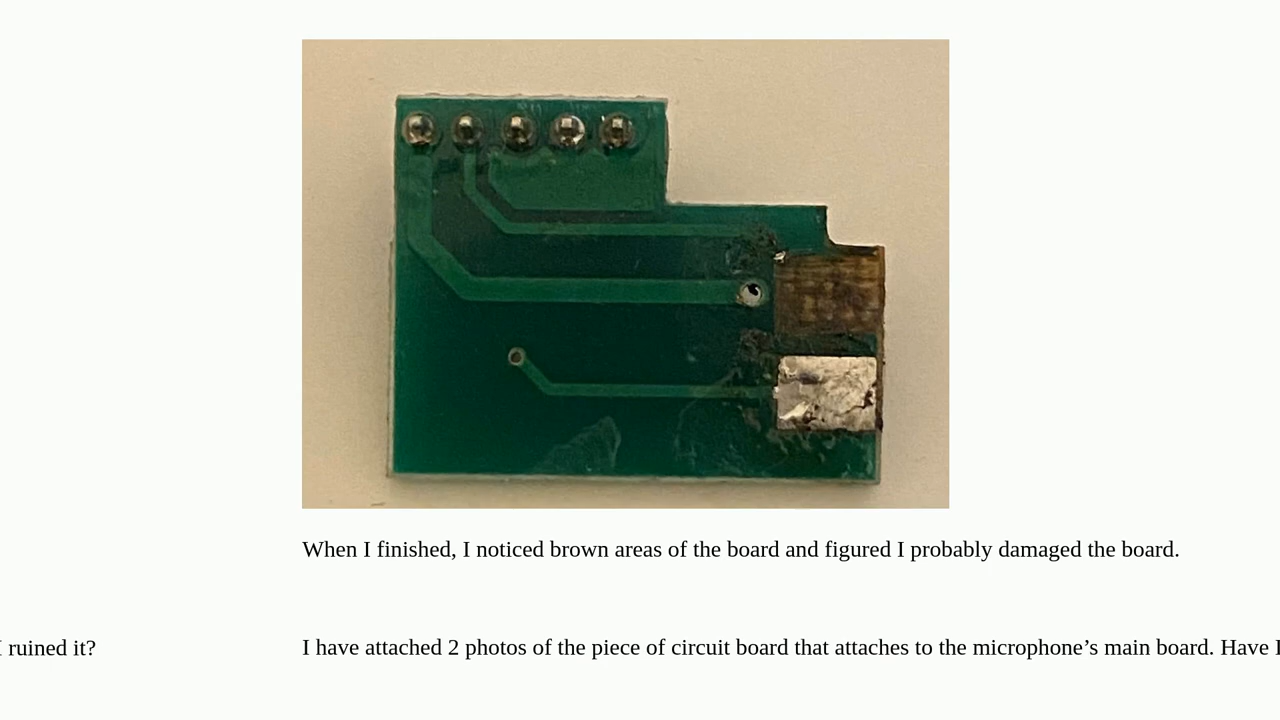 When I finished, I noticed brown areas of the board and figured I probably damaged the board.
I have attached 2 photos of the piece of circuit board that attaches to the microphone’s main board. Have I
I ruined it?